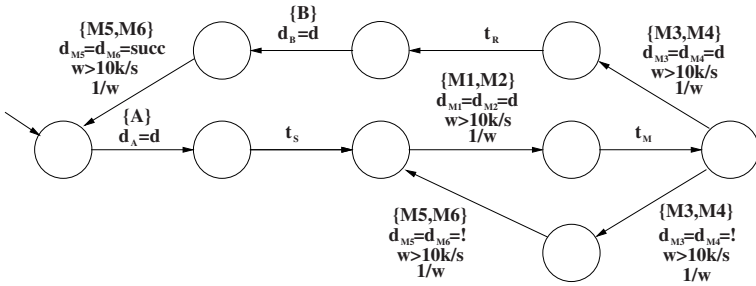 {M5,M6}
d_M5=d_M6=succ
w>10k/s
1/w
{B}
d_B=d
t_R
{M3,M4}
d_M3=d_M4=d
w>10k/s
1/w
{A}
d_A=d
t_S
{M1,M2}
d_M1=d_M2=d
w>10k/s
1/w
t_M
{M5,M6}
d_M5=d_M6=!
w>10k/s
1/w
{M3,M4}
d_M3=d_M4=!
w>10k/s
1/w